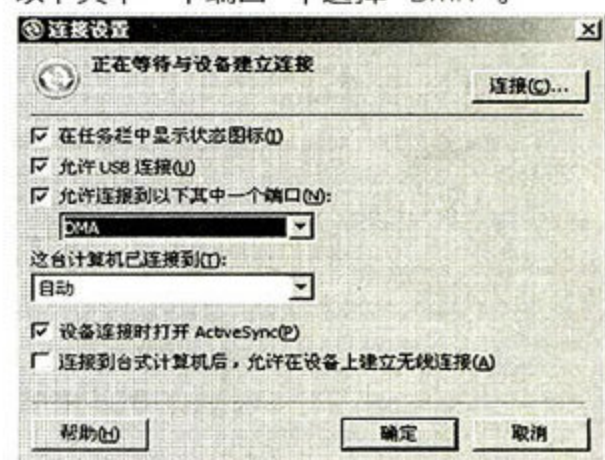 连接设置
正在等待与设备建立连接
连接(C)...
在任务栏中显示状态图标(I)
允许 USB 连接(U)
允许连接到以下其中一个端口(N):
DMA
这台计算机已连接到(T):
自动
设备连接时打开 ActiveSync(P)
连接到台式计算机后，允许在设备上建立无线连接(A)
帮助(H)
确定
取消